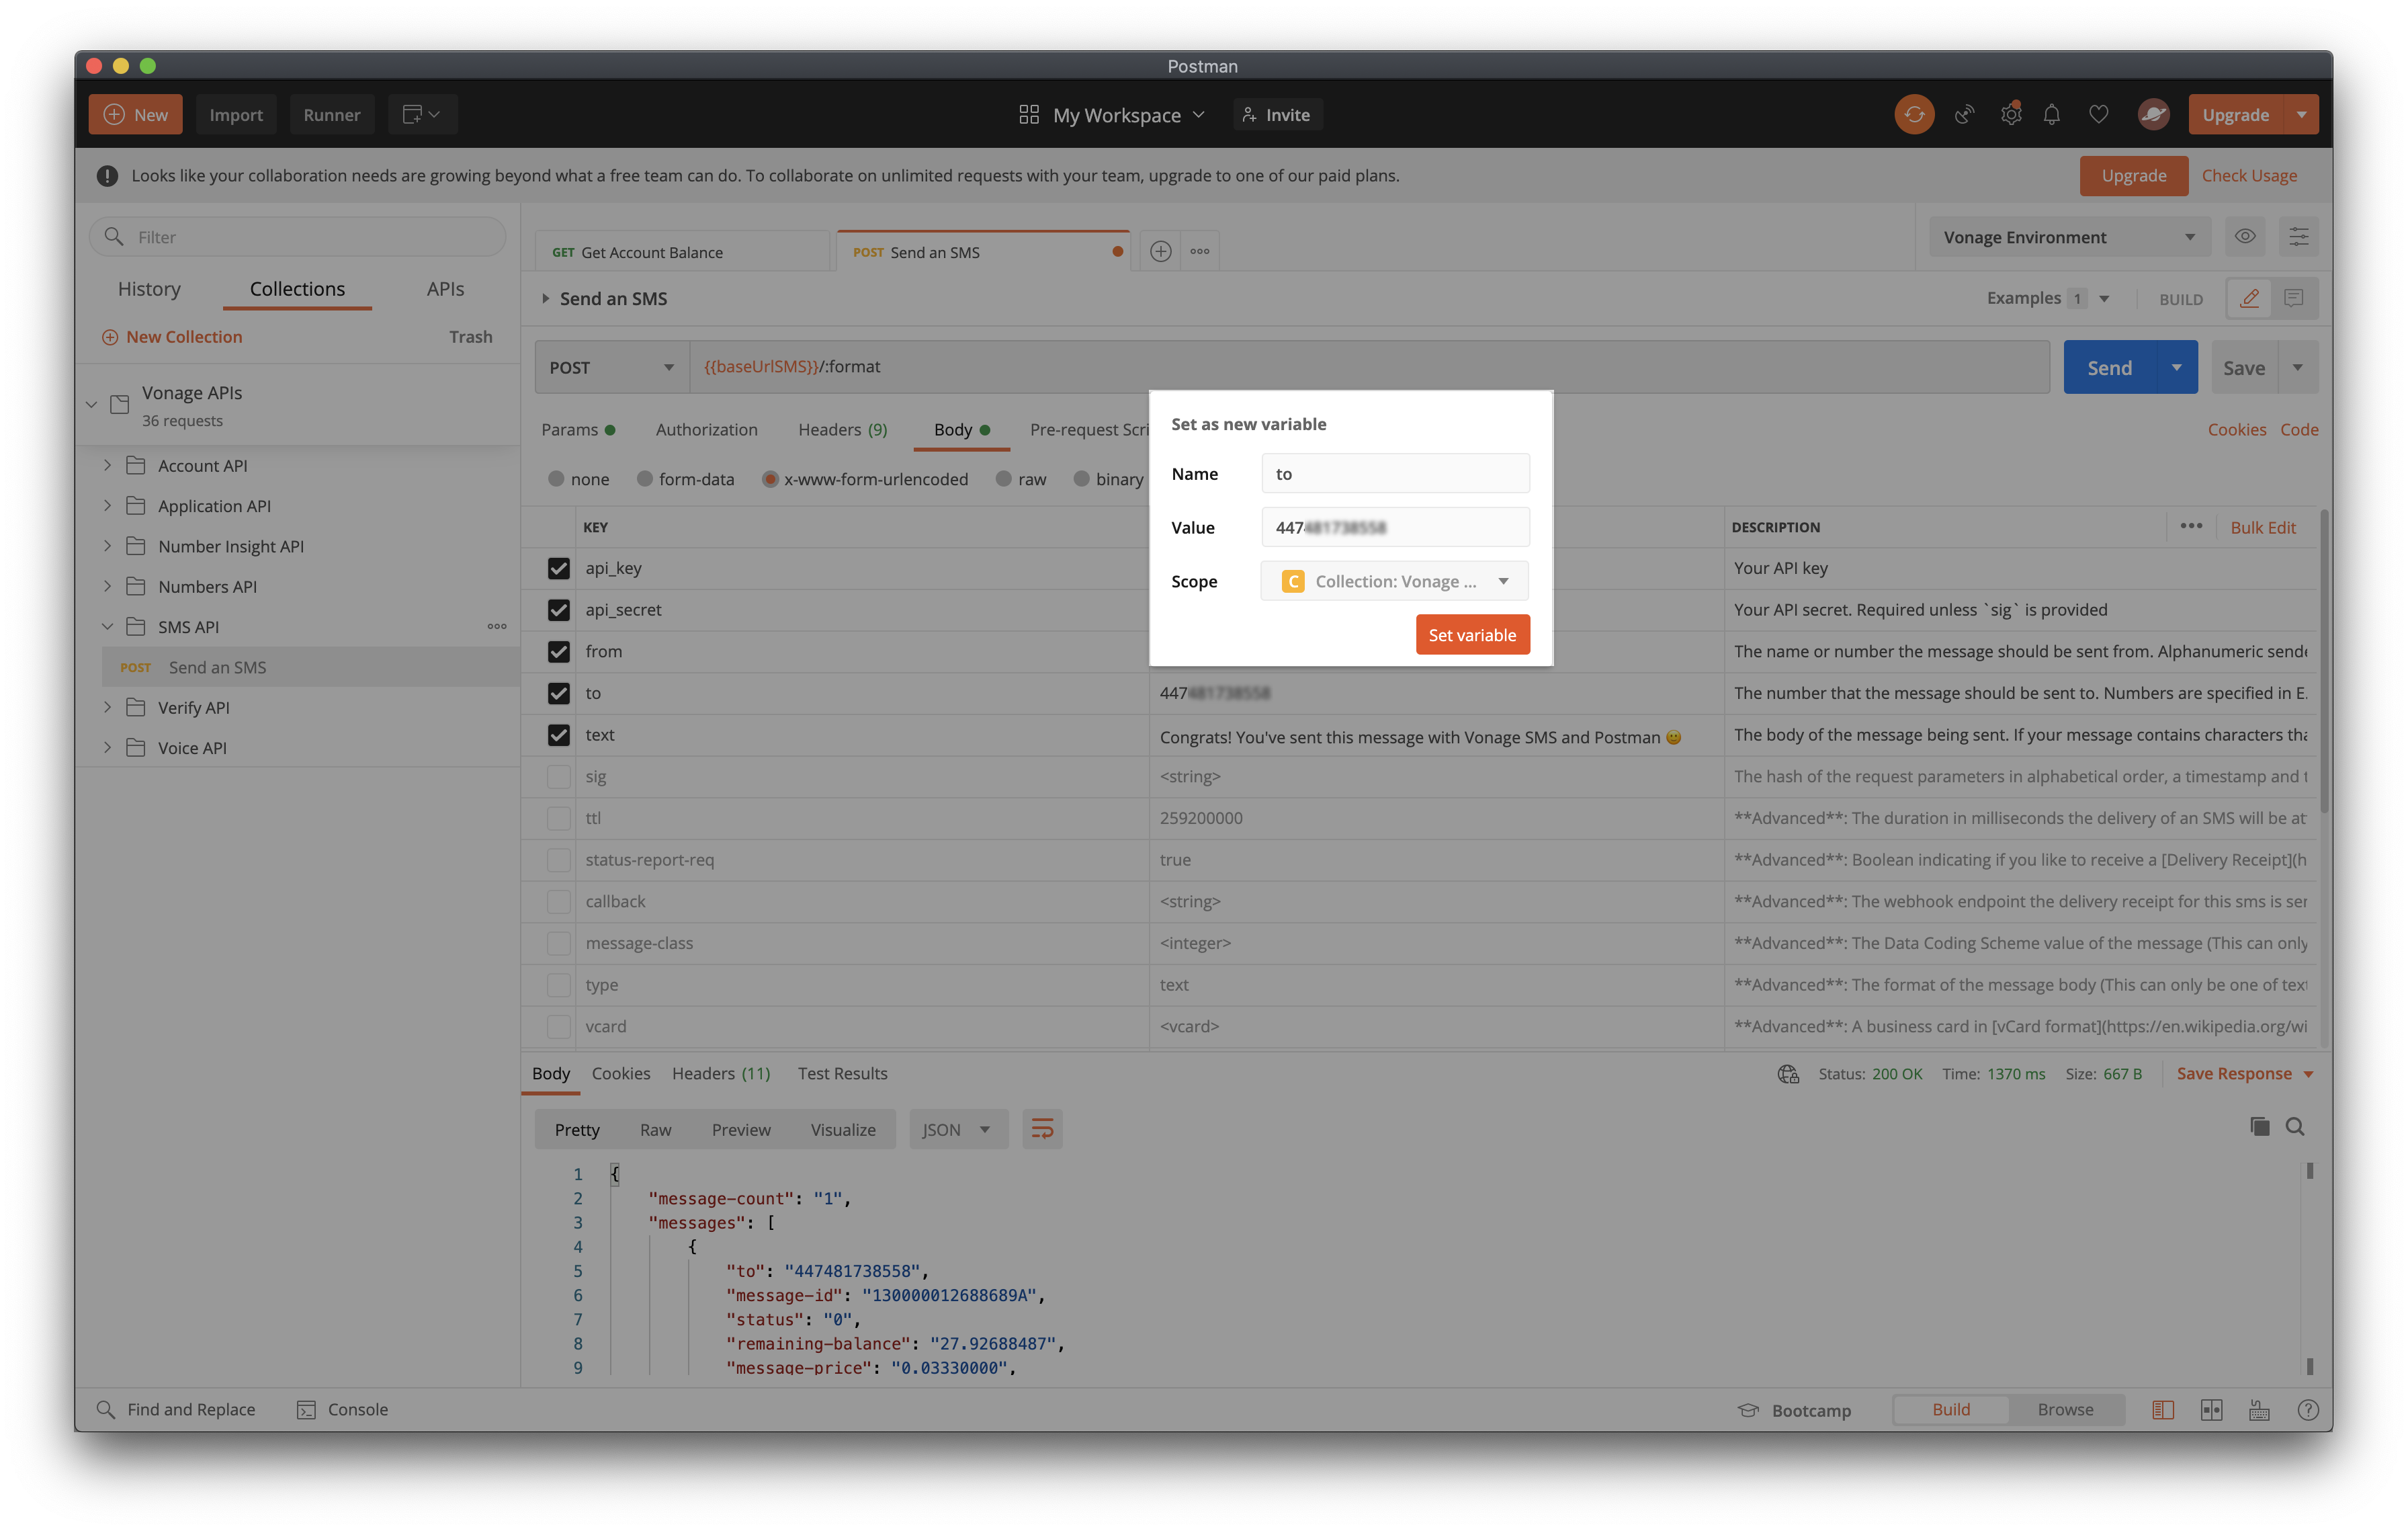 Postman
New
Import
Runner
My Workspace
Invite
Upgrade
Looks like your collaboration needs are growing beyond what a free team can do. To collaborate on unlimited requests with your team, upgrade to one of our paid plans.
Upgrade
Check Usage
Filter
History
Collections
APIs
New Collection
Trash
Vonage APIs
36 requests
Account API
Application API
Number Insight API
Numbers API
SMS API
POST Send an SMS
Verify API
Voice API
GET Get Account Balance
POST Send an SMS
Vonage Environment
Send an SMS
Examples 1
BUILD
POST
{{baseUrlSMS}}/:format
Send
Save
Params
Authorization
Headers (9)
Body
Pre-request Scri
Cookies
Code
none
form-data
x-www-form-urlencoded
raw
binary
Set as new variable
Name to
Value 447
Scope C Collection: Vonage ...
Set variable
KEY
DESCRIPTION
Bulk Edit
api_key
Your API key
api_secret
Your API secret. Required unless `sig` is provided
from
The name or number the message should be sent from. Alphanumeric sende
to
447
The number that the message should be sent to. Numbers are specified in E.
text
Congrats! You've sent this message with Vonage SMS and Postman 😀
The body of the message being sent. If your message contains characters tha
sig
<string>
The hash of the request parameters in alphabetical order, a timestamp and t
ttl
259200000
**Advanced**: The duration in milliseconds the delivery of an SMS will be at
status-report-req
true
**Advanced**: Boolean indicating if you like to receive a [Delivery Receipt](h
callback
<string>
**Advanced**: The webhook endpoint the delivery receipt for this sms is ser
message-class
<integer>
**Advanced**: The Data Coding Scheme value of the message (This can only
type
text
**Advanced**: The format of the message body (This can only be one of text
vcard
<vcard>
**Advanced**: A business card in [vCard format](https://en.wikipedia.org/wi
Body
Cookies
Headers (11)
Test Results
Status: 200 OK
Time: 1370 ms
Size: 667 B
Save Response
Pretty
Raw
Preview
Visualize
JSON
1 {
2 "message-count": "1",
3 "messages": [
4 {
5 "to": "447481738558",
6 "message-id": "130000012688689A",
7 "status": "0",
8 "remaining-balance": "27.92688487",
9 "message-price": "0.03330000",
Find and Replace
Console
Bootcamp
Build
Browse